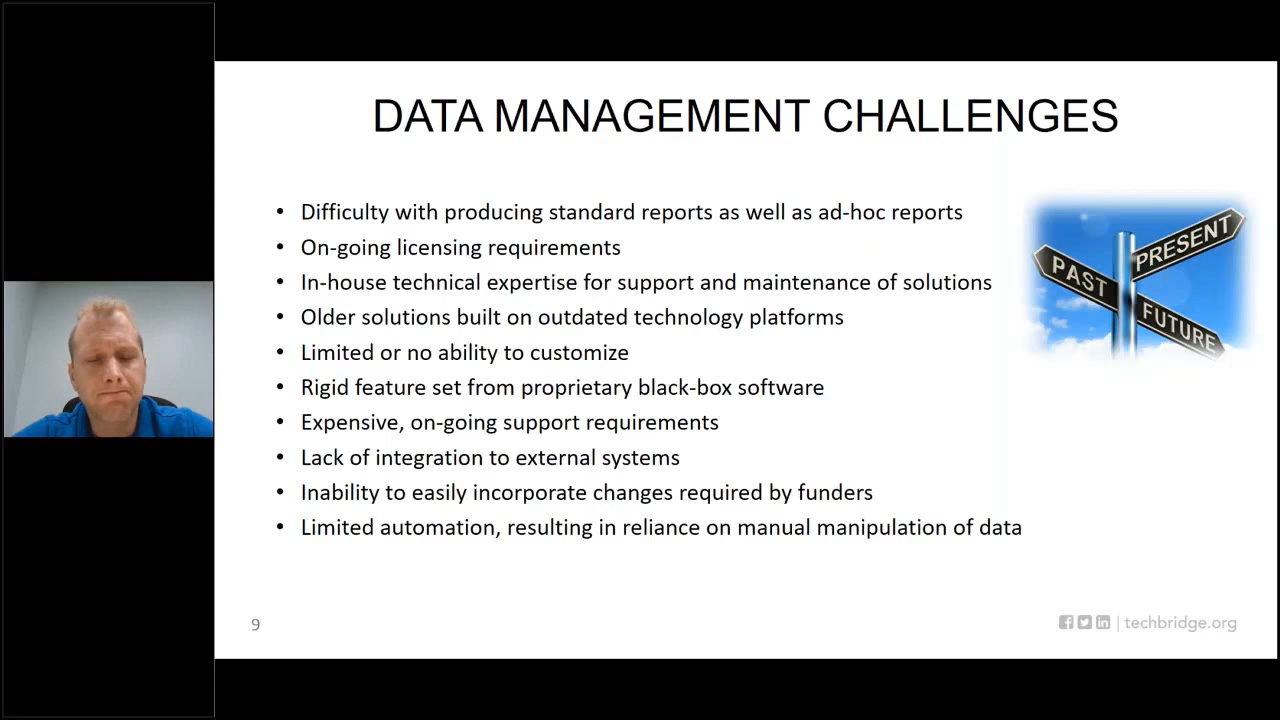 DATA MANAGEMENT CHALLENGES
• Difficulty with producing standard reports as well as ad-hoc reports
• On-going licensing requirements
• In-house technical expertise for support and maintenance of solutions
• Older solutions built on outdated technology platforms
• Limited or no ability to customize
• Rigid feature set from proprietary black-box software
• Expensive, on-going support requirements
• Lack of integration to external systems
• Inability to easily incorporate changes required by funders
• Limited automation, resulting in reliance on manual manipulation of data
PAST
PRESENT
FUTURE
9
| techbridge.org